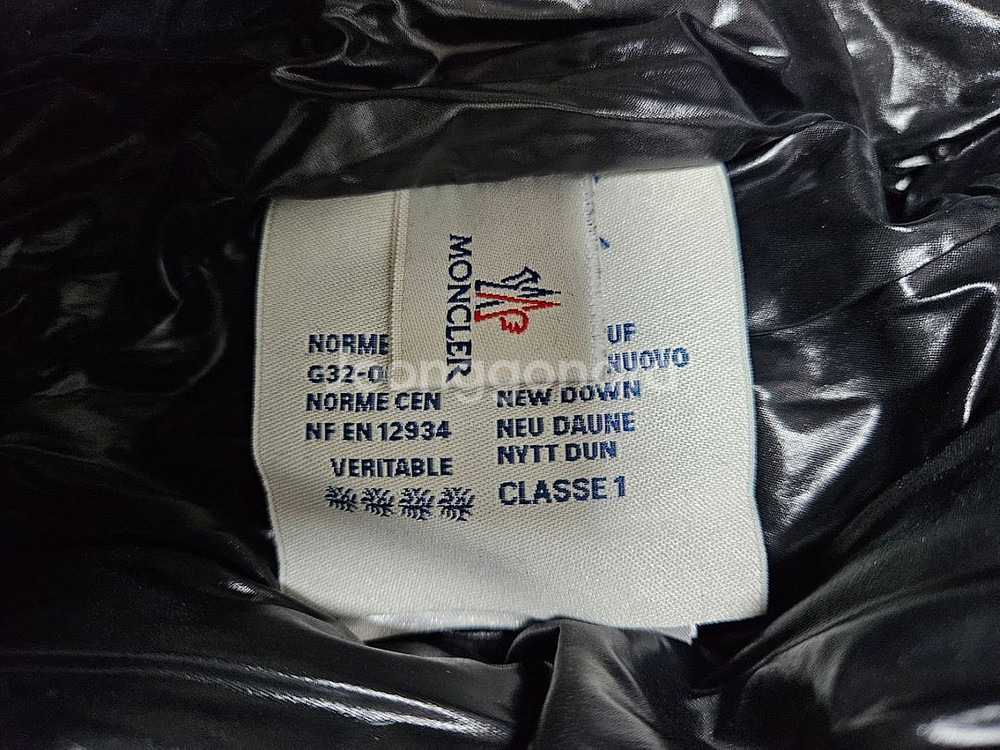 MONCLER
NORME
G32-0
NORME CEN
NF EN 12934
VERITABLE
UF
NUOVO
NEW DOWN
NEU DAUNE
NYTT DUN
CLASSE 1